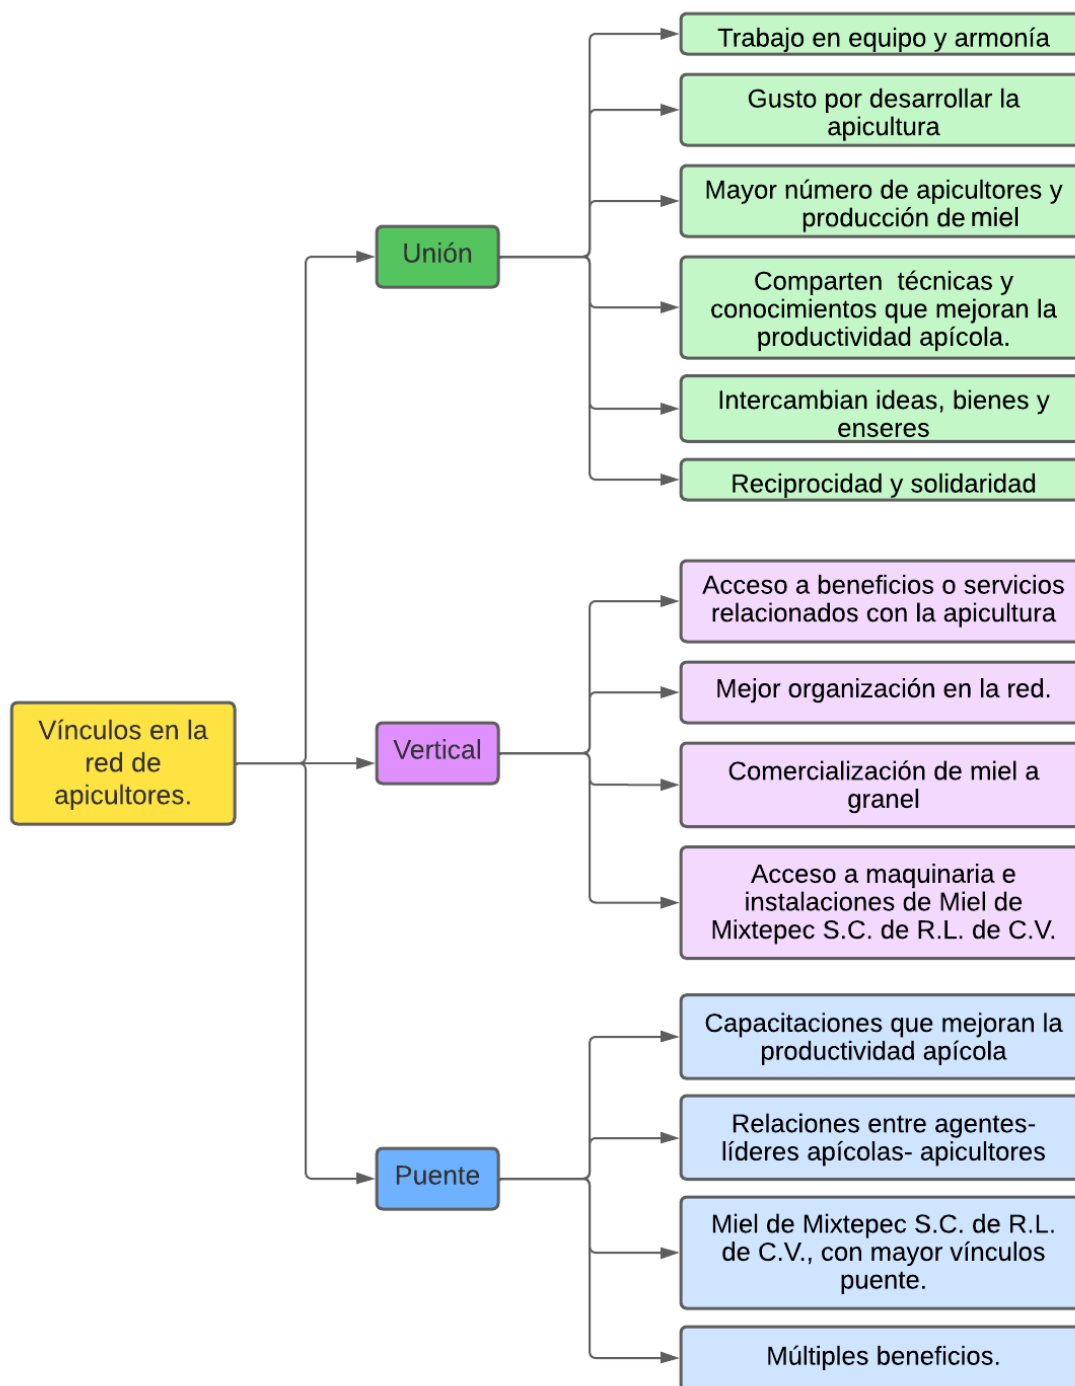 Trabajo en equipo y armonía
Gusto por desarrollar la
apicultura
Mayor número de apicultores y
producción de miel
Unión
Comparten técnicas y
conocimientos que mejoran la
productividad apícola.
Intercambian ideas, bienes y
enseres
Reciprocidad y solidaridad
Acceso a beneficios o servicios
relacionados con la apicultura
Mejor organización en la red.
Vínculos en la
red de
apicultores.
Vertical
Comercialización de miel a
granel
Acceso a maquinaria e
instalaciones de Miel de
Mixtepec S.C. de R.L. de C.V.
Capacitaciones que mejoran la
productividad apícola
Relaciones entre agentes-
líderes apícolas- apicultores
Puente
Miel de Mixtepec S.C. de R.L.
de C.V., con mayor vínculos
puente.
Múltiples beneficios.